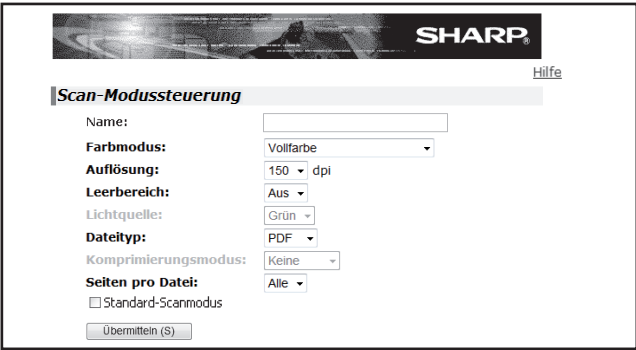 SHARP®
Hilfe
Scan-Modussteuerung
Name:
Farbmodus: Vollfarbe
Auflösung: 150 dpi
Leerbereich: Aus
Lichtquelle: Grün
Dateityp: PDF
Komprimierungsmodus: Keine
Seiten pro Datei: Alle
Standard-Scanmodus
Übermitteln (S)